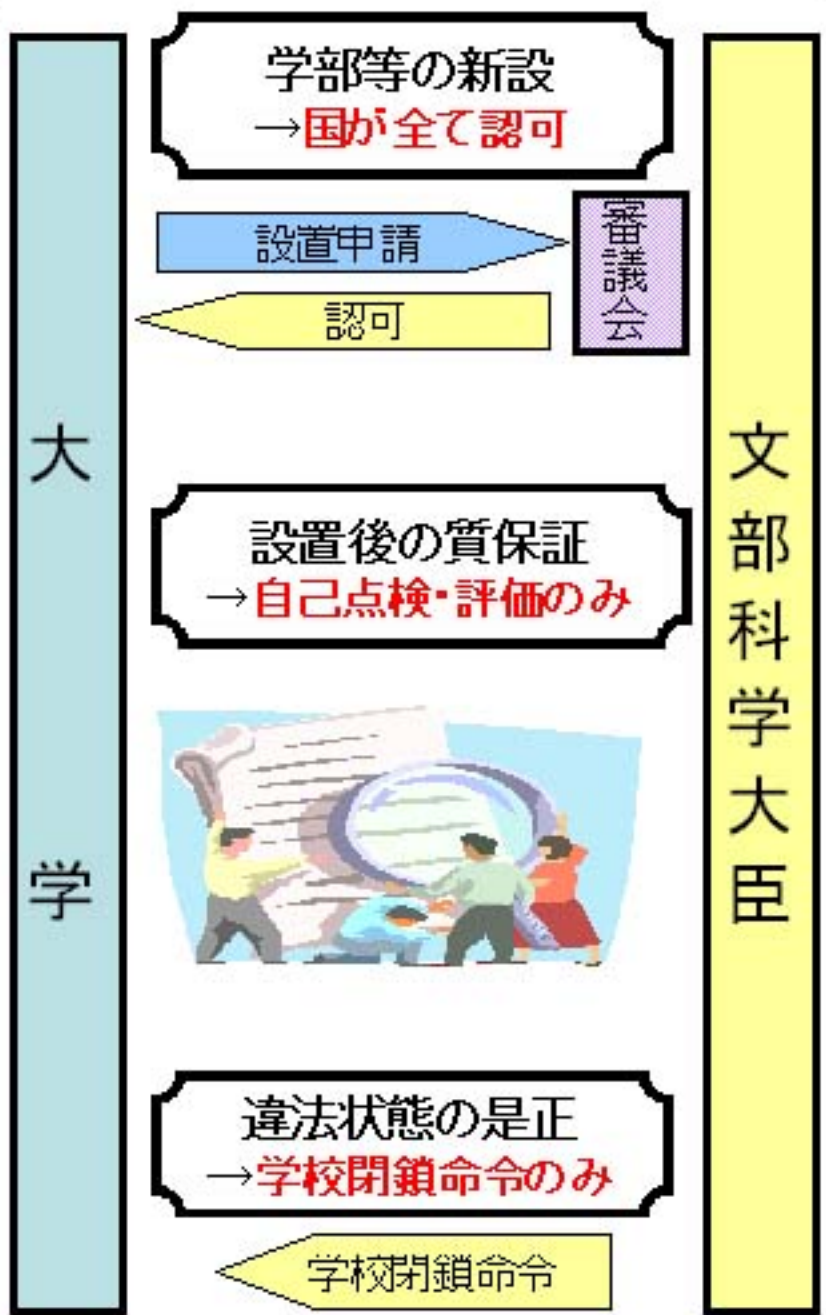 学部等の新設
→国が全て認可
設置申請
審議会
認可
大学
文部科学大臣
設置後の質保証
→自己点検・評価のみ
違法状態の是正
→学校閉鎖命令のみ
学校閉鎖命令